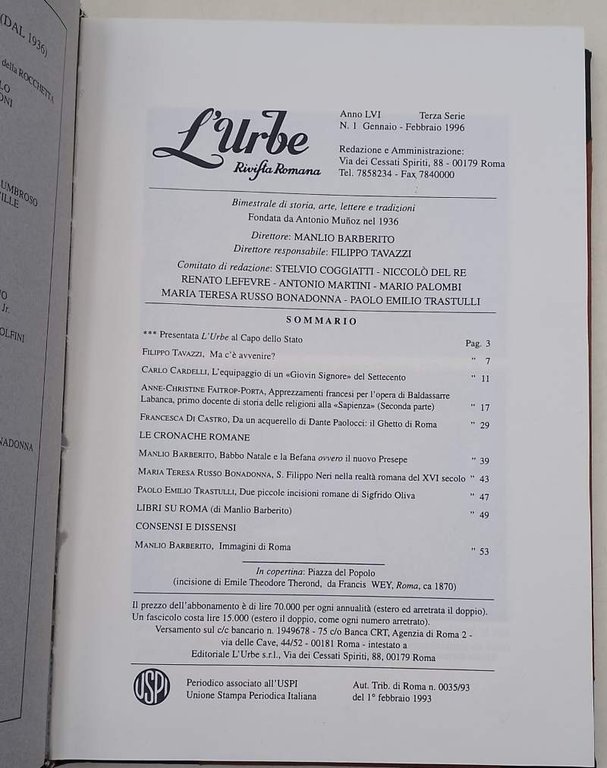 (DAL 1936)
della ROCCHETTA
UMBROSO
Jr.
OLFINI
NADONNA
L'Urbe
Rivista Romana
Anno LVI Terza Serie
N. 1 Gennaio - Febbraio 1996
Redazione e Amministrazione:
Via dei Cessati Spiriti, 88 - 00179 Roma
Tel. 7858234 - Fax 7840000
Bimestrale di storia, arte, lettere e tradizioni
Fondata da Antonio Muñoz nel 1936
Direttore: MANLIO BARBERITO
Direttore responsabile: FILIPPO TAVAZZI
Comitato di redazione: STELVIO COGGIATTI - NICCOLÒ DEL RE
RENATO LEFEVRE - ANTONIO MARTINI - MARIO PALOMBI
MARIA TERESA RUSSO BONADONNA - PAOLO EMILIO TRASTULLI
SOMMARIO
*** Presentata L'Urbe al Capo dello Stato Pag. 3
FILIPPO TAVAZZI, Ma c'è avvenire? " 7
CARLO CARDELLI, L'equipaggio di un «Giovin Signore» del Settecento " 11
ANNE-CHRISTINE FAITROP-PORTA, Apprezzamenti francesi per l'opera di Baldassarre
Labanca, primo docente di storia delle religioni alla «Sapienza» (Seconda parte) " 17
FRANCESCA DI CASTRO, Da un acquerello di Dante Paolocci: il Ghetto di Roma " 29
LE CRONACHE ROMANE
MANLIO BARBERITO, Babbo Natale e la Befana ovvero il nuovo Presepe " 39
MARIA TERESA RUSSO BONADONNA, S. Filippo Neri nella realtà romana del XVI secolo " 43
PAOLO EMILIO TRASTULLI, Due piccole incisioni romane di Sigfrido Oliva " 47
LIBRI SU ROMA (di Manlio Barberito) " 49
CONSENSI E DISSENSI
MANLIO BARBERITO, Immagini di Roma " 53
In copertina: Piazza del Popolo
(incisione di Emile Theodore Therond, da Francis WEY, Roma, ca 1870)
Il prezzo dell'abbonamento è di lire 70.000 per ogni annualità (estero ed arretrata il doppio).
Un fascicolo costa lire 15.000 (estero il doppio, come ogni numero arretrato).
Versamento sul c/c bancario n. 1949678 - 75 c/o Banca CRT, Agenzia di Roma 2 -
via delle Cave, 44/52 - 00181 Roma - intestato a
Editoriale L'Urbe s.r.l., Via dei Cessati Spiriti, 88, 00179 Roma
USPI
Periodico associato all'USPI
Unione Stampa Periodica Italiana
Aut. Trib. di Roma n. 0035/93
del 1° febbraio 1993